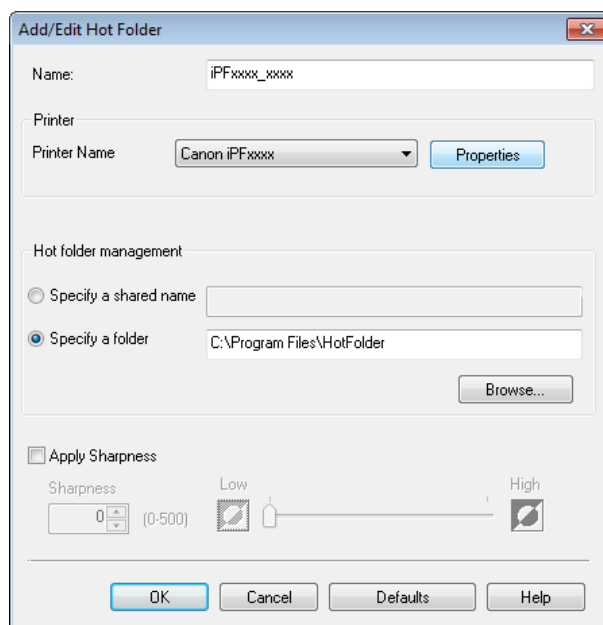 Add/Edit Hot Folder
Name: iPFxxxx_xxxx
Printer
Printer Name Canon iPFxxxx Properties
Hot folder management
Specify a shared name
Specify a folder C:\Program Files\HotFolder
Browse...
Apply Sharpness
Sharpness Low High
0 (0-500)
OK Cancel Defaults Help